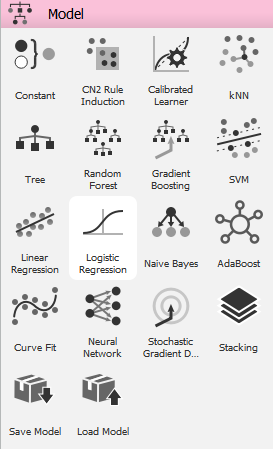 Model
Constant
CN2 Rule
Induction
Calibrated
Learner
kNN
Tree
Random
Forest
Gradient
Boosting
SVM
Linear
Regression
Logistic
Regression
Naive Bayes
AdaBoost
Curve Fit
Neural
Network
Stochastic
Gradient D...
Stacking
Save Model
Load Model